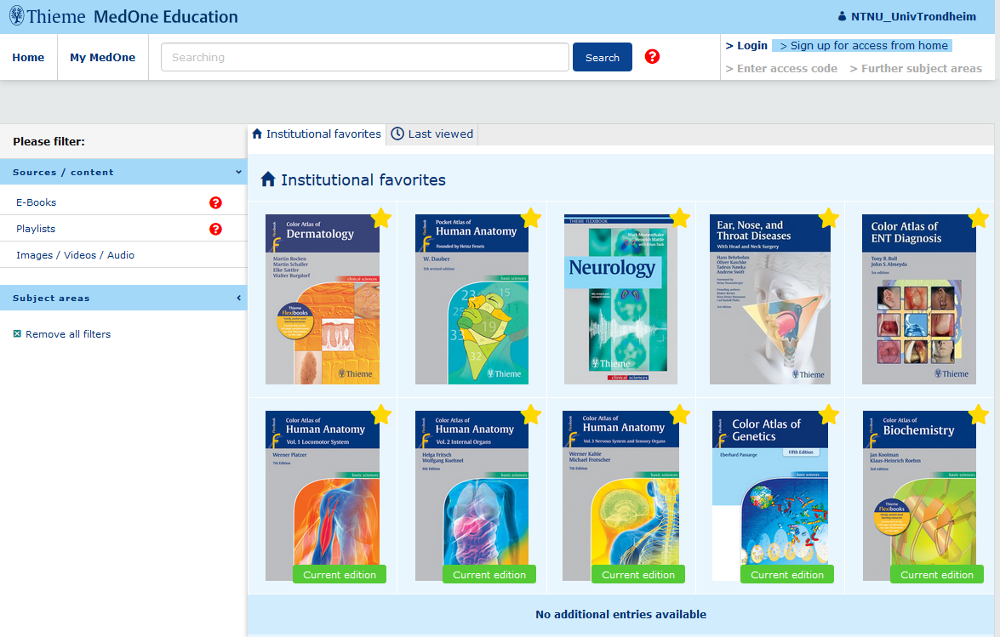 Thieme MedOne Education
NTNU_UnivTrondheim
Home
My MedOne
Searching
Search
?
> Login > Sign up for access from home
> Enter access code > Further subject areas
Please filter:
Sources / content
E-Books
?
Playlists
?
Images / Videos / Audio
Subject areas
Remove all filters
Institutional favorites
Last viewed
Institutional favorites
Color Atlas of
Dermatology
Martin Rocken
Martin Schaller
Elke Sattler
Walter Burgdorf
clinical sciences
Thieme
Flexibooks
Thieme
Pocket Atlas of
Human Anatomy
Founded by Heinz Feneis
W. Dauber
5th revised edition
basic sciences
23
15
25
19
33
32
Thieme
THIEME FLEXIBOOK
Mark Mumenthaler
Heinrich Mattle
with Ethan Taub
Neurology
4th revised and
enlarged edition
Thieme
clinical sciences
Ear, Nose, and
Throat Diseases
With Head and Neck Surgery
Hans Behrbohm
Oliver Kaschke
Tadeus Nawka
Andrew Swift
Thieme
Color Atlas of
ENT Diagnosis
Tony R. Bull
John S. Almeyda
5th edition
Thieme
Color Atlas of
Human Anatomy
Vol. 1 Locomotor System
Werner Platzer
7th Edition
basic sciences
Current edition
Color Atlas of
Human Anatomy
Vol. 2 Internal Organs
Helga Fritsch
Wolfgang Kuehnel
6th Edition
basic sciences
Current edition
Color Atlas of
Human Anatomy
Vol. 3 Nervous System and Sensory Organs
Werner Kahle
Michael Frotscher
7th Edition
basic sciences
Current edition
Color Atlas of
Genetics
Eberhard Passarge
Fifth Edition
basic sciences
Current edition
Color Atlas of
Biochemistry
Jan Koolman
Klaus-Heinrich Roehm
3rd edition
basic sciences
Thieme
Flexibooks
Current edition
No additional entries available